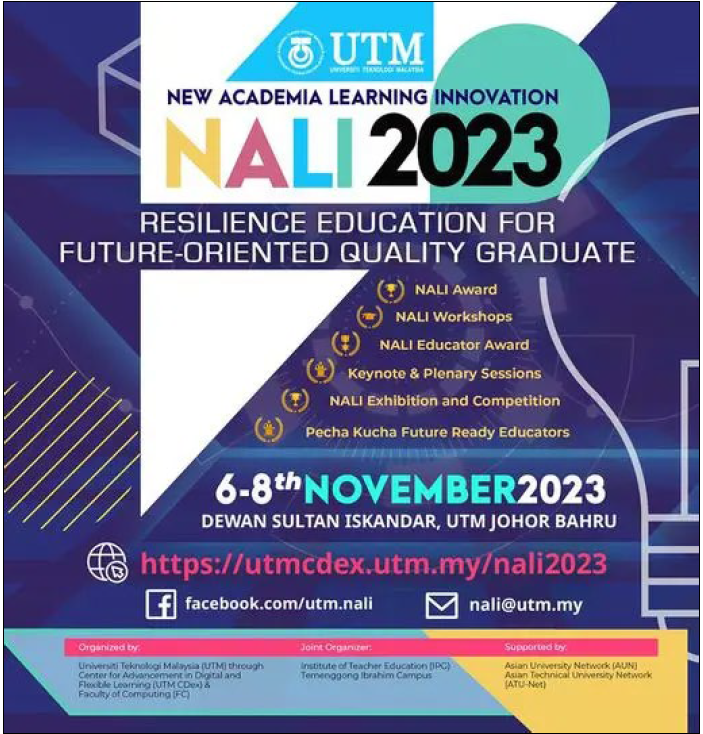 UTM
UNIVERSITI TEKNOLOGI MALAYSIA
NEW ACADEMIA LEARNING INNOVATION
NALI 2023
RESILIENCE EDUCATION FOR
FUTURE-ORIENTED QUALITY GRADUATE
NALI Award
NALI Workshops
NALI Educator Award
Keynote & Plenary Sessions
NALI Exhibition and Competition
Pecha Kucha Future Ready Educators
6-8th NOVEMBER 2023
DEWAN SULTAN ISKANDAR, UTM JOHOR BAHRU
https://utmcdex.utm.my/nali2023
facebook.com/utm.nali
nali@utm.my
Organized by:
Universiti Teknologi Malaysia (UTM) through
Center for Advancement in Digital and
Flexible Learning (UTM CDex) &
Faculty of Computing (FC)
Joint Organizer:
Institute of Teacher Education (IPG)
Temenggong Ibrahim Campus
Supported by:
Asian University Network (AUN)
Asian Technical University Network
(ATU-Net)